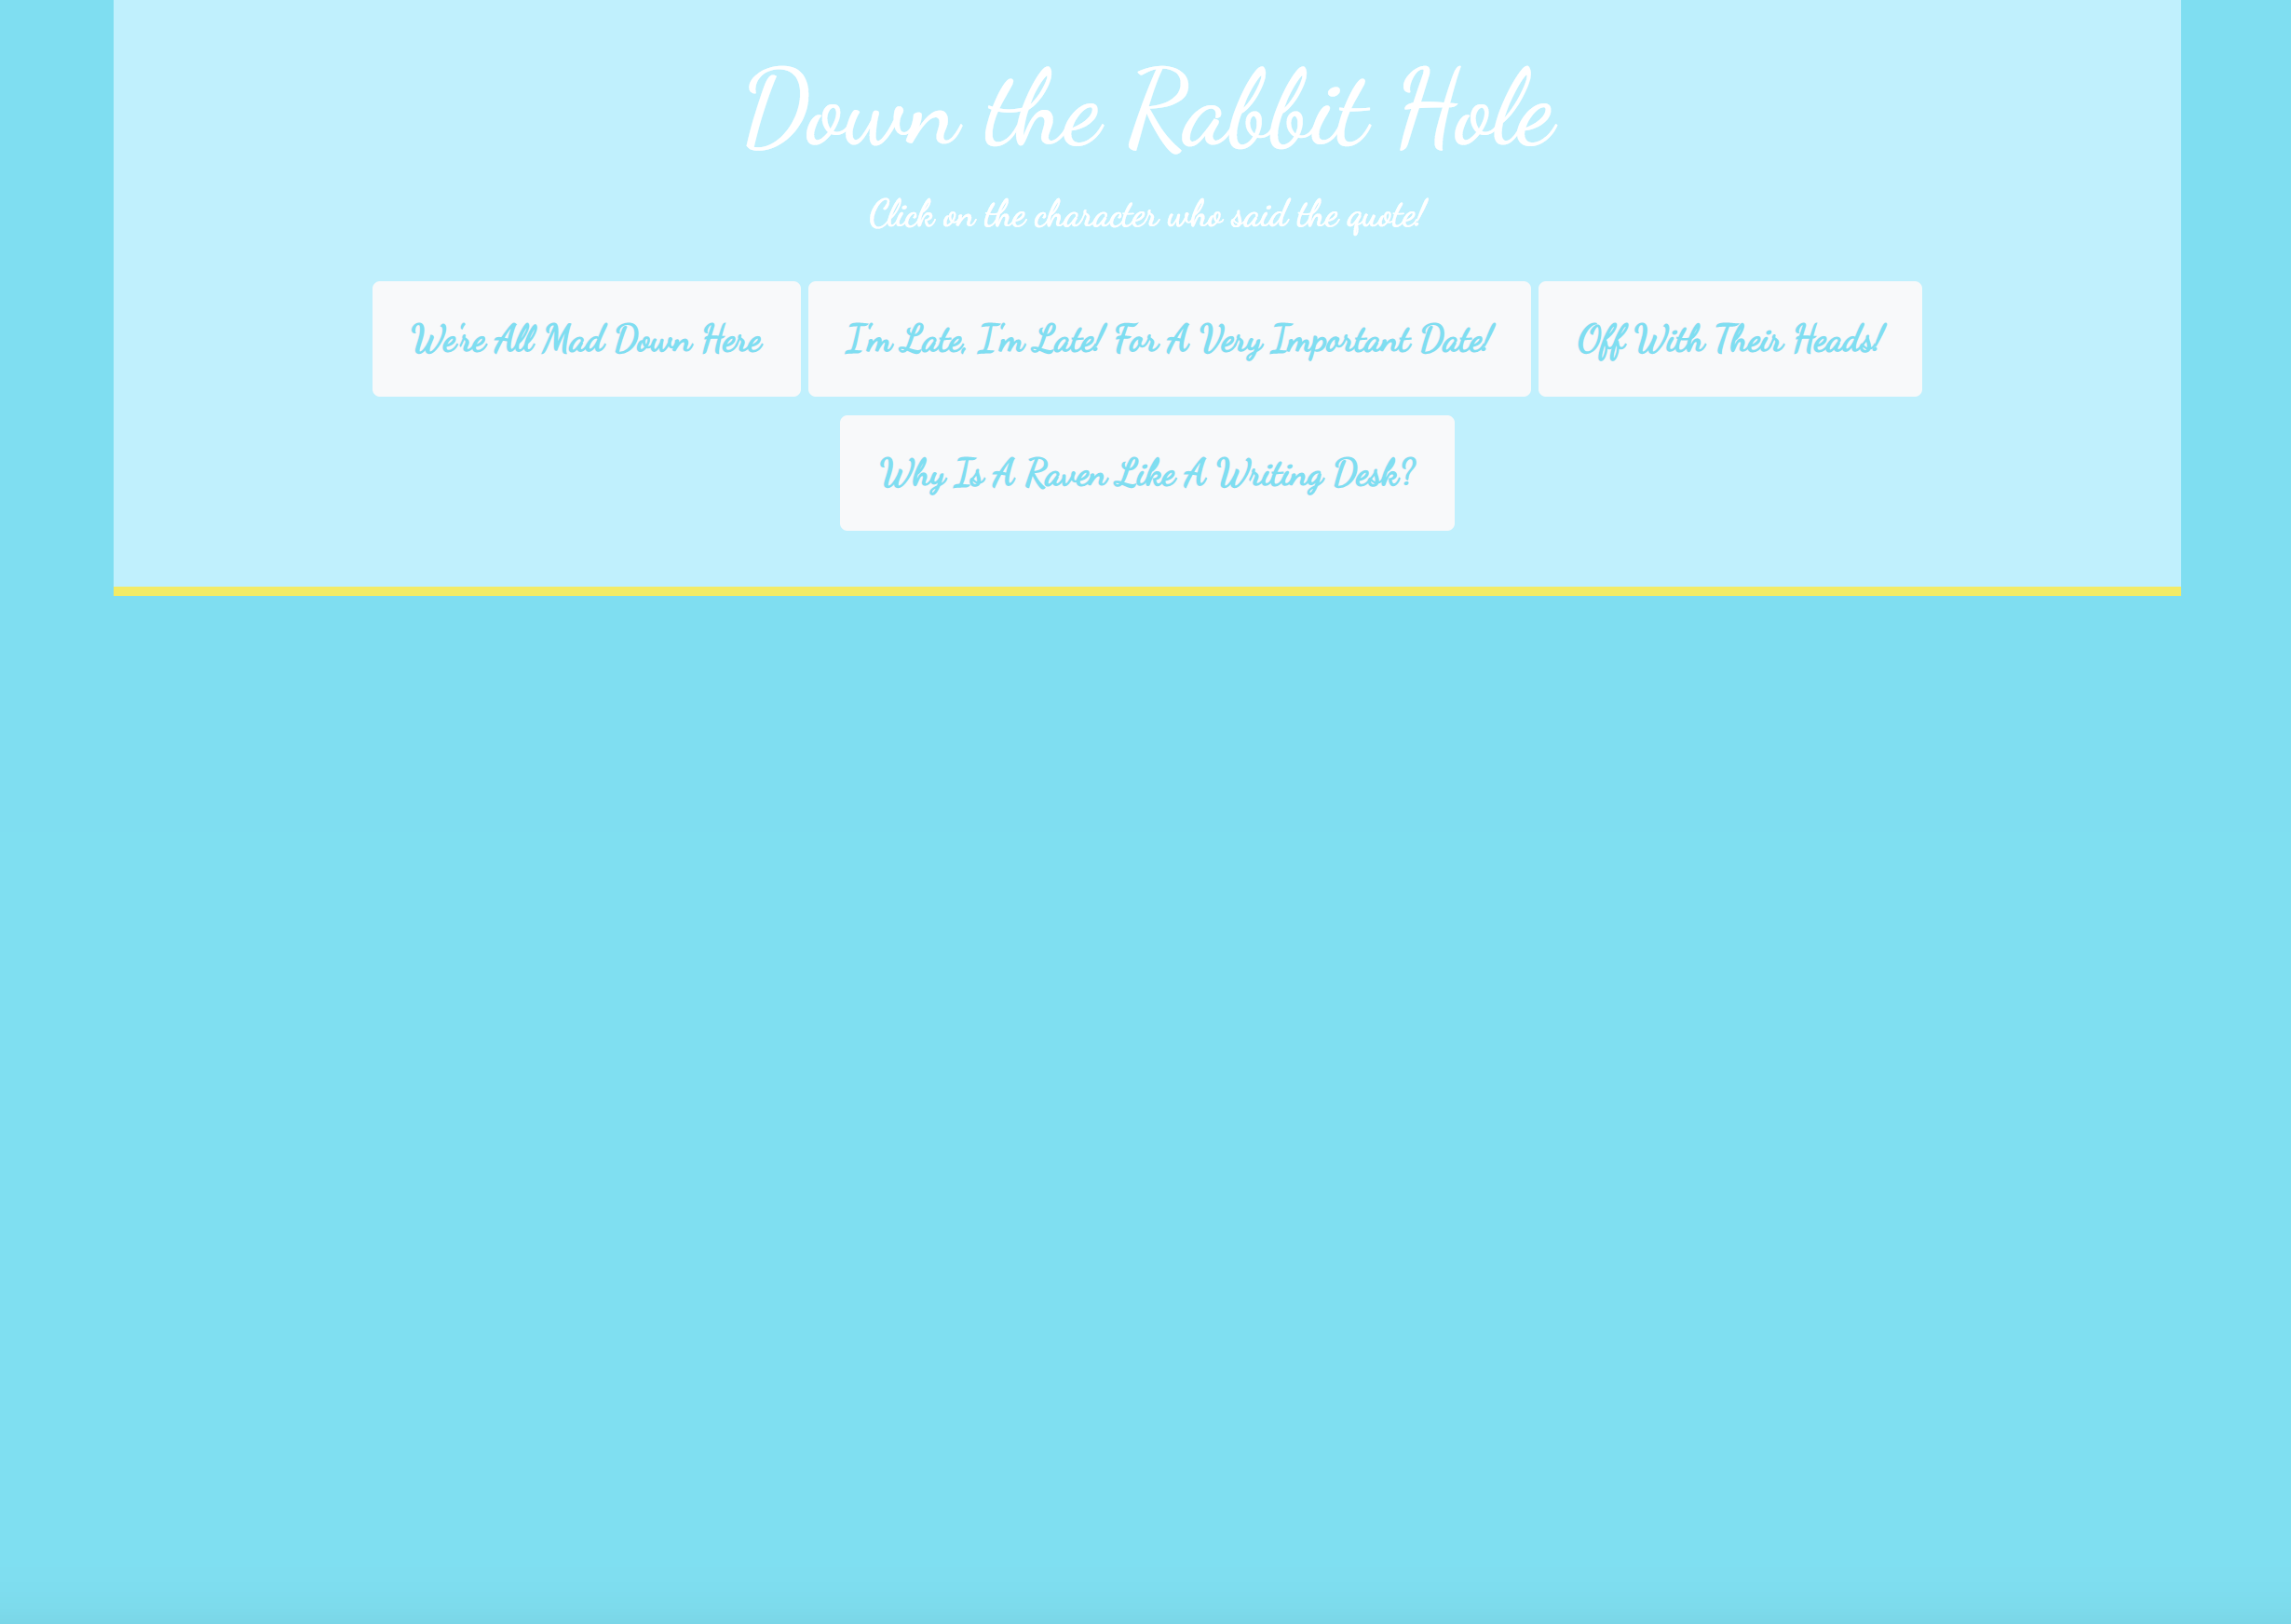 Down the Rabbit Hole
Click on the character who said the quote!
We're All Mad Down Here
I'm Late, I'm Late! For A Very Important Date!
Off With Their Heads!
Why Is A Raven Like A Writing Desk?